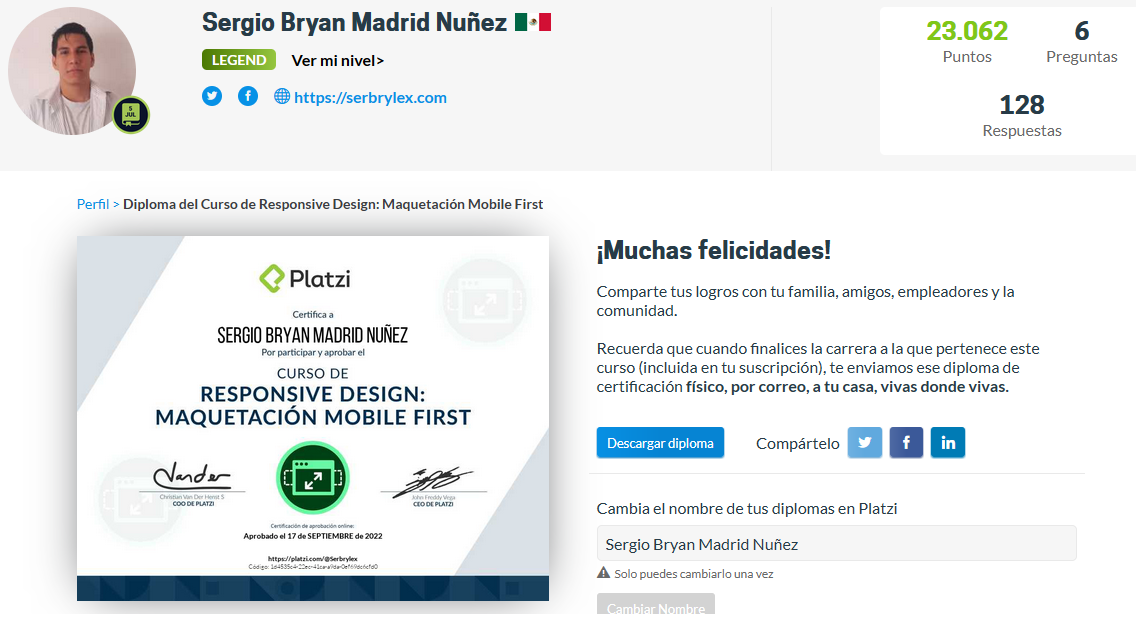 Sergio Bryan Madrid Nuñez
LEGEND Ver mi nivel>
https://serbrylex.com
5
JUL
23.062
Puntos
6
Preguntas
128
Respuestas
Perfil > Diploma del Curso de Responsive Design: Maquetación Mobile First
Platzi
Certifica a
SERGIO BRYAN MADRID NUÑEZ
Por participar y aprobar el
CURSO DE
RESPONSIVE DESIGN:
MAQUETACIÓN MOBILE FIRST
Christian Van Der Henst S
COO DE PLATZI
John Freddy Vega
CEO DE PLATZI
Certificación de aprobación online:
Aprobado el 17 de SEPTIEMBRE de 2022
https://platzi.com/@Serbrylex
Código:
¡Muchas felicidades!
Comparte tus logros con tu familia, amigos, empleadores y la
comunidad.
Recuerda que cuando finalices la carrera a la que pertenece este
curso (incluida en tu suscripción), te enviamos ese diploma de
certificación físico, por correo, a tu casa, vivas donde vivas.
Descargar diploma
Compártelo
Cambia el nombre de tus diplomas en Platzi
Sergio Bryan Madrid Nuñez
Solo puedes cambiarlo una vez
Cambiar Nombre